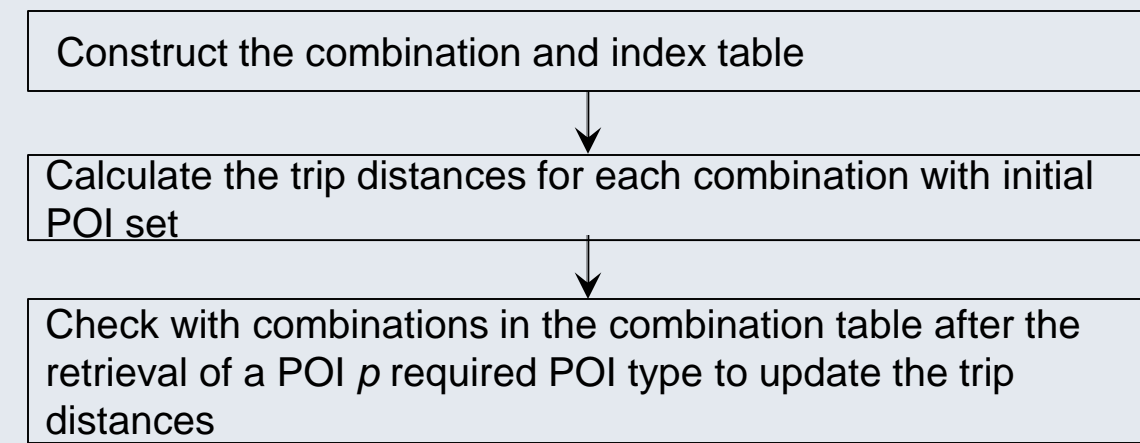 Construct the combination and index table
Calculate the trip distances for each combination with initial
POI set
Check with combinations in the combination table after the
retrieval of a POI p required POI type to update the trip
distances